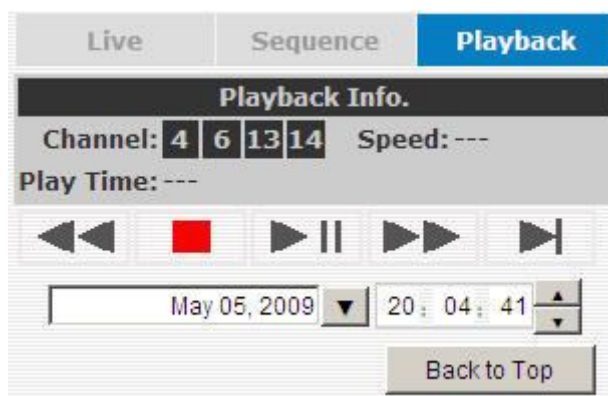 Live Sequence Playback
Playback Info.
Channel: 4 6 13 14 Speed: ---
Play Time: ---
May 05, 2009 20 : 04 : 41
Back to Top